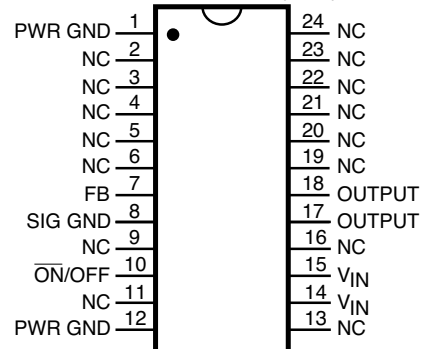 PWR GND 1 24 NC
NC 2 23 NC
NC 3 22 NC
NC 4 21 NC
NC 5 20 NC
NC 6 19 NC
FB 7 18 OUTPUT
SIG GND 8 17 OUTPUT
NC 9 16 NC
O̅N̅/OFF 10 15 VIN
NC 11 14 VIN
PWR GND 12 13 NC